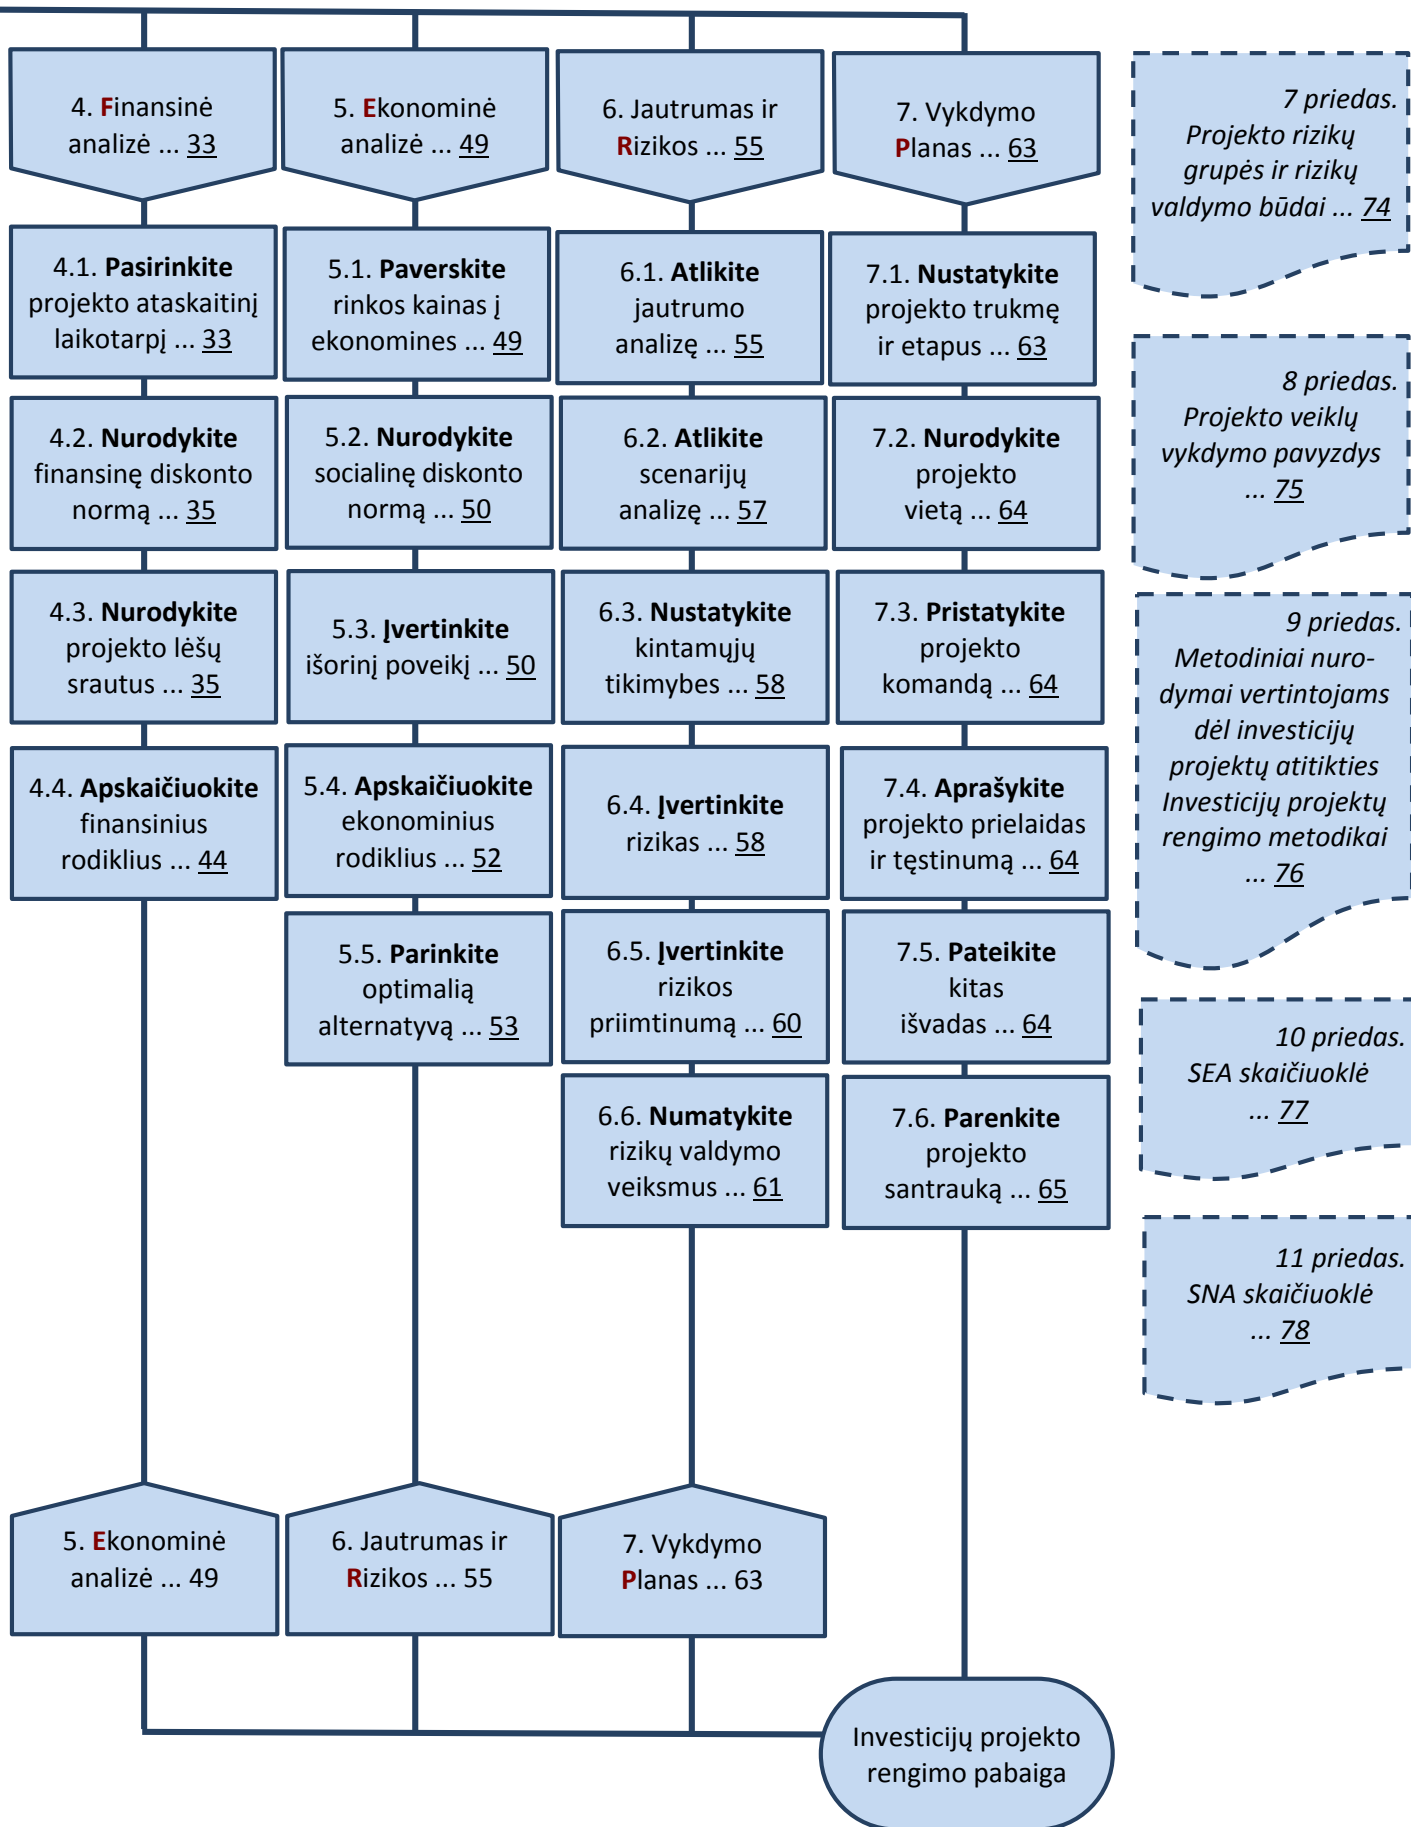 4. Finansinė
analizė ... 33
4.1. Pasirinkite
projekto ataskaitinį
laikotarpį ... 33
4.2. Nurodykite
finansinę diskonto
normą ... 35
4.3. Nurodykite
projekto lėšų
srautus ... 35
4.4. Apskaičiuokite
finansinius
rodiklius ... 44
5. Ekonominė
analizė ... 49
5. Ekonominė
analizė ... 49
5.1. Paverskite
rinkos kainas į
ekonomines ... 49
5.2. Nurodykite
socialinę diskonto
normą ... 50
5.3. Įvertinkite
išorinį poveikį ... 50
5.4. Apskaičiuokite
ekonominius
rodiklius ... 52
5.5. Parinkite
optimalią
alternatyvą ... 53
6. Jautrumas ir
Rizikos ... 55
6. Jautrumas ir
Rizikos ... 55
6.1. Atlikite
jautrumo
analizę ... 55
6.2. Atlikite
scenarijų
analizę ... 57
6.3. Nustatykite
kintamųjų
tikimybes ... 58
6.4. Įvertinkite
rizikas ... 58
6.5. Įvertinkite
rizikos
priimtinumą ... 60
6.6. Numatykite
rizikų valdymo
veiksmus ... 61
7. Vykdymo
Planas ... 63
7. Vykdymo
Planas ... 63
7.1. Nustatykite
projekto trukmę
ir etapus ... 63
7.2. Nurodykite
projekto
vietą ... 64
7.3. Pristatykite
projekto
komandą ... 64
7.4. Aprašykite
projekto prielaidas
ir tęstinumą ... 64
7.5. Pateikite
kitas
išvadas ... 64
7.6. Parenkite
projekto
santrauką ... 65
Investicijų projekto
rengimo pabaiga
7 priedas.
Projekto rizikų
grupės ir rizikų
valdymo būdai ... 74
8 priedas.
Projekto veiklų
vykdymo pavyzdys
... 75
9 priedas.
Metodiniai nuro-
dymai vertintojams
dėl investicijų
projektų atitikties
Investicijų projektų
rengimo metodikai
... 76
10 priedas.
SEA skaičiuoklė
... 77
11 priedas.
SNA skaičiuoklė
... 78